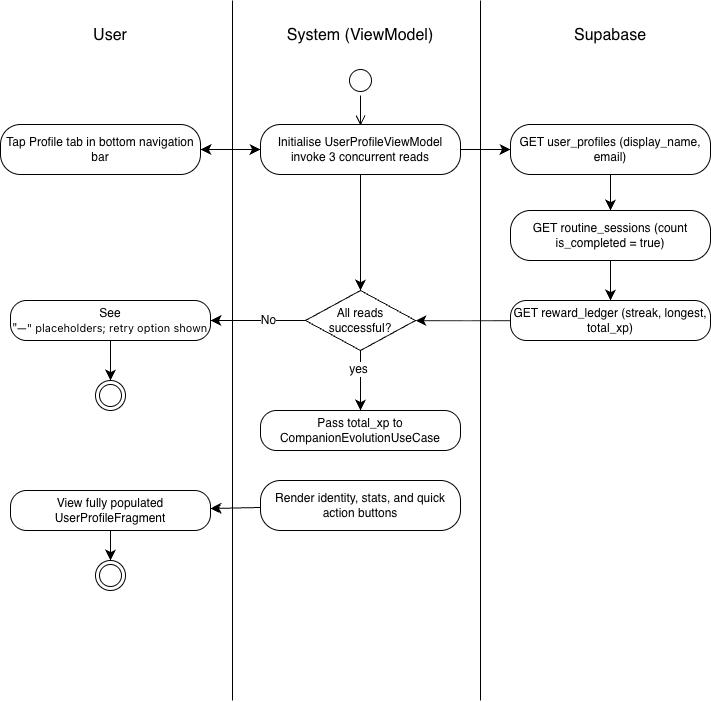 User
System (ViewModel)
Supabase
Tap Profile tab in bottom navigation
bar
Initialise UserProfileViewModel
invoke 3 concurrent reads
GET user_profiles (display_name,
email)
GET routine_sessions (count
is_completed = true)
See
"—" placeholders; retry option shown
No
All reads
successful?
GET reward_ledger (streak, longest,
total_xp)
yes
Pass total_xp to
CompanionEvolutionUseCase
View fully populated
UserProfileFragment
Render identity, stats, and quick
action buttons